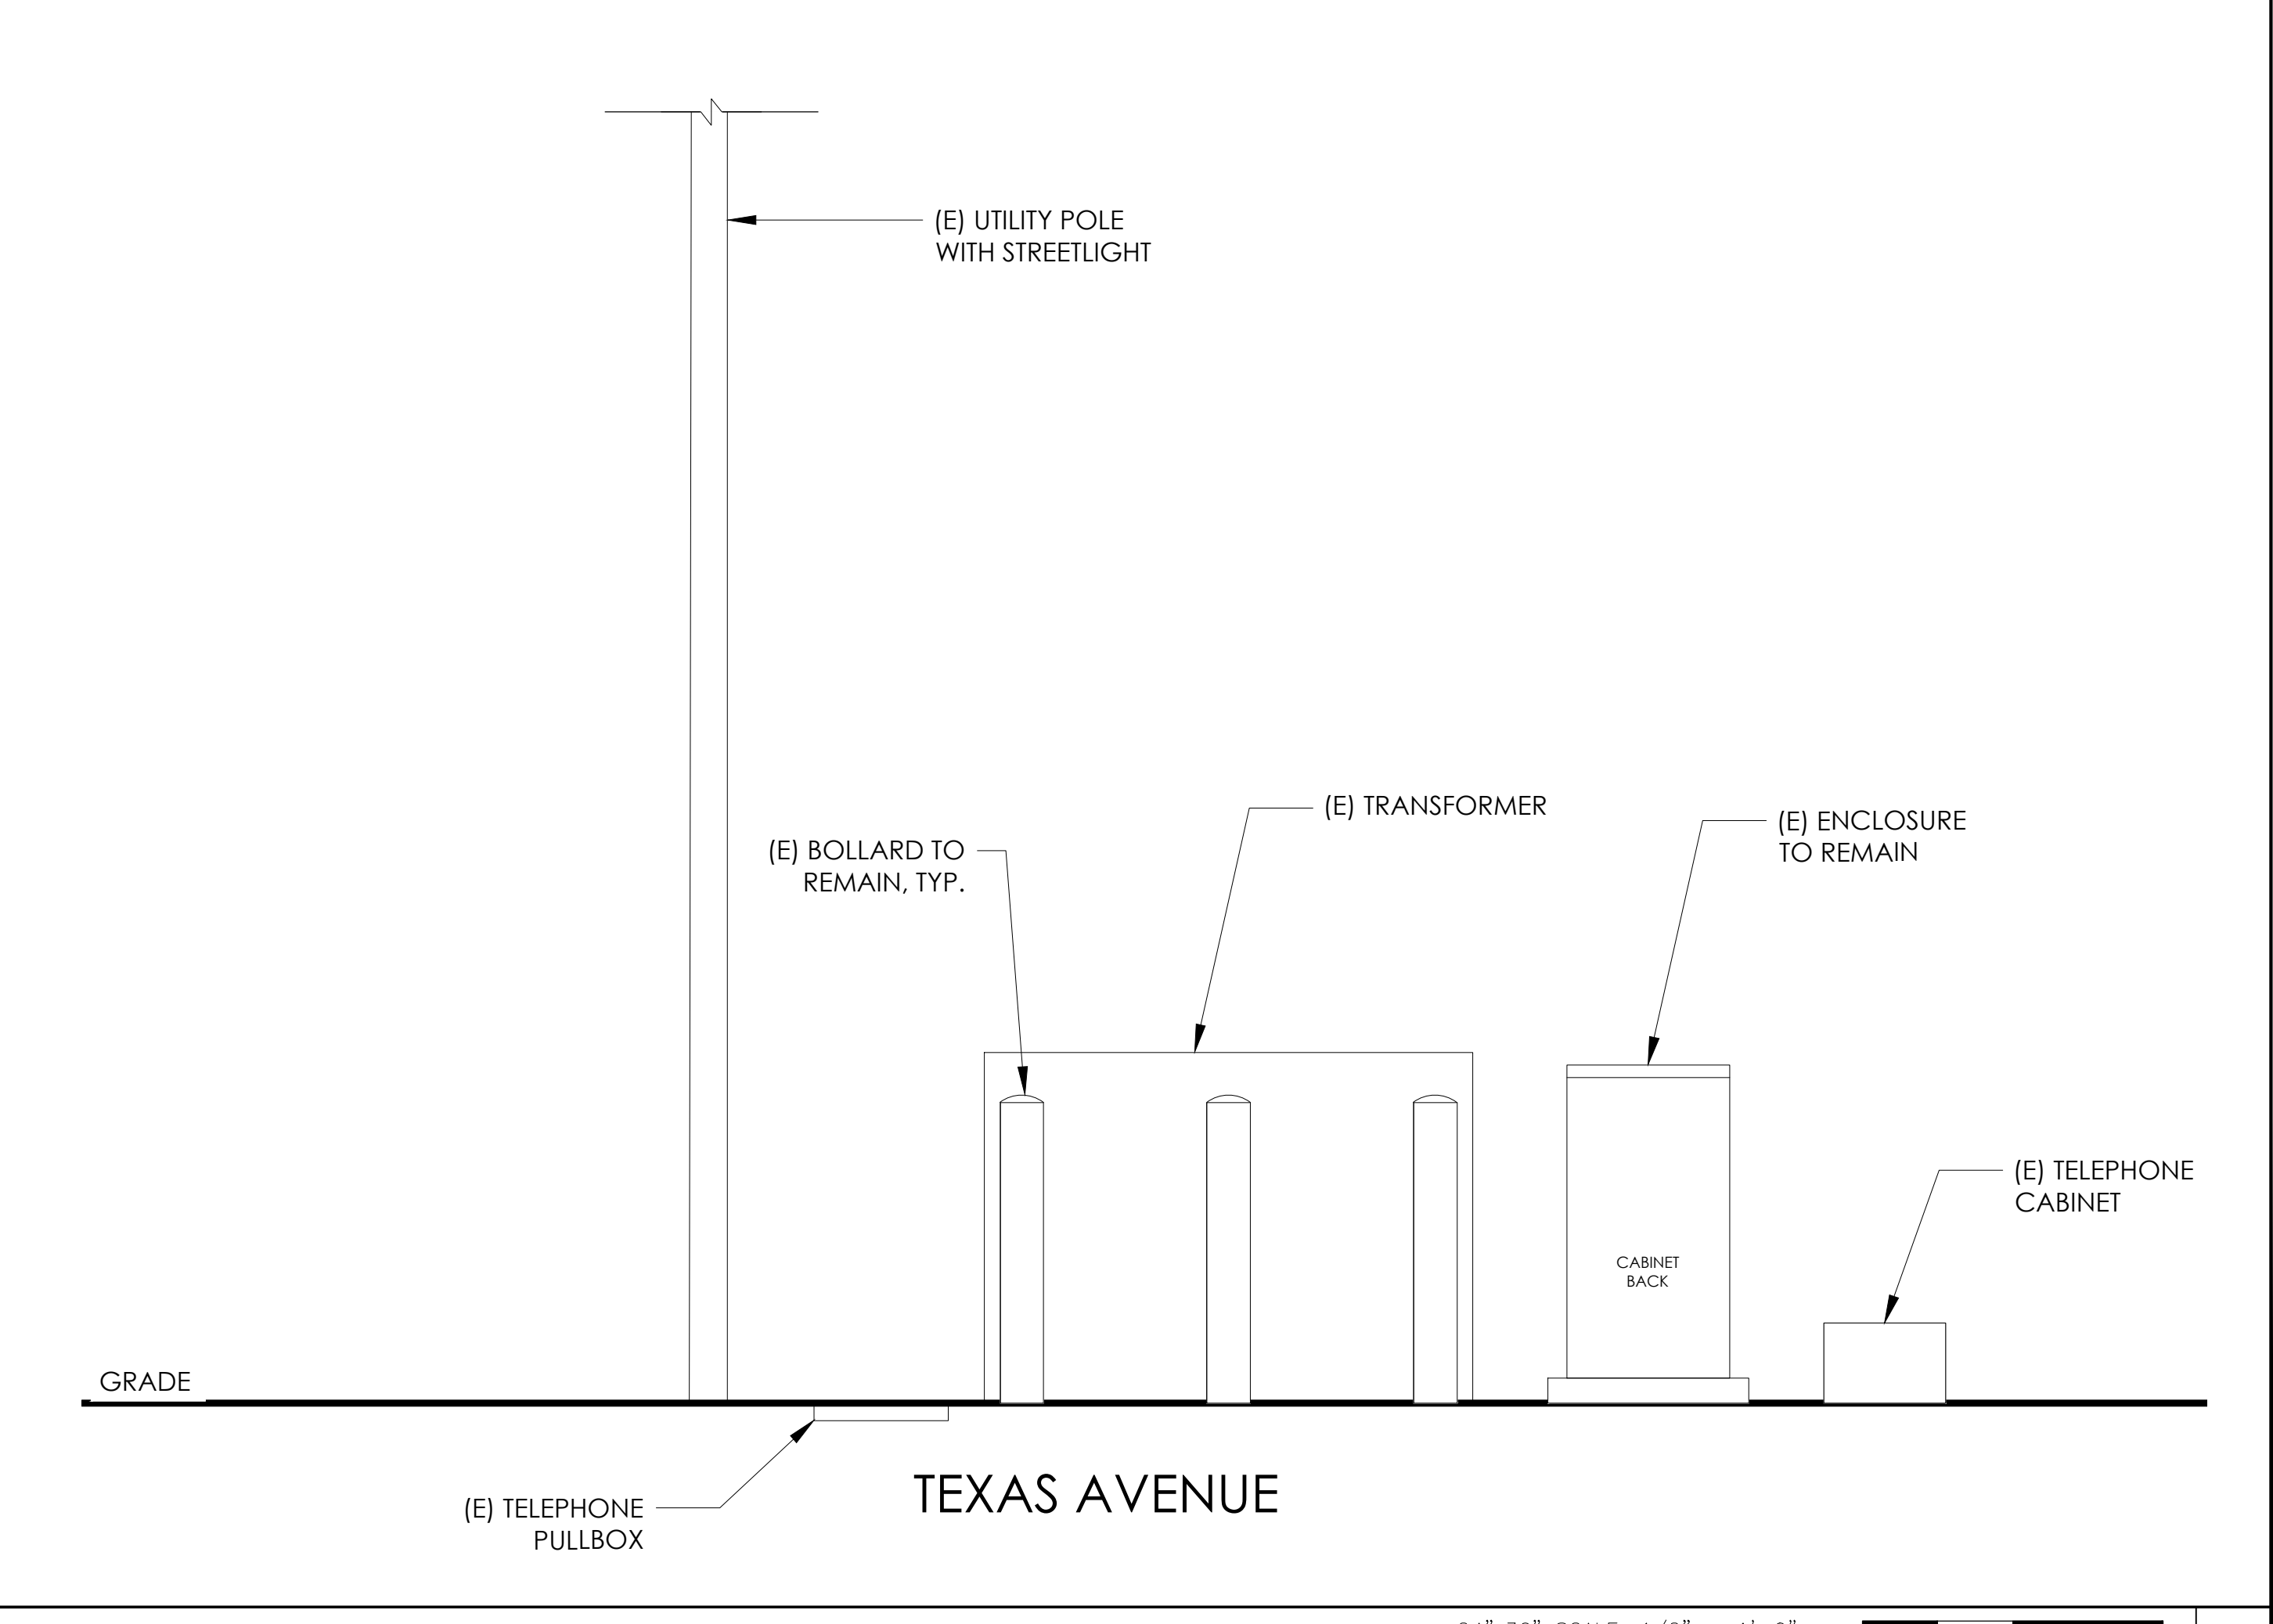 (E) UTILITY POLE
WITH STREETLIGHT
(E) TRANSFORMER
(E) ENCLOSURE
TO REMAIN
(E) BOLLARD TO
REMAIN, TYP.
(E) TELEPHONE
CABINET
CABINET
BACK
GRADE
TEXAS AVENUE
(E) TELEPHONE
PULLBOX